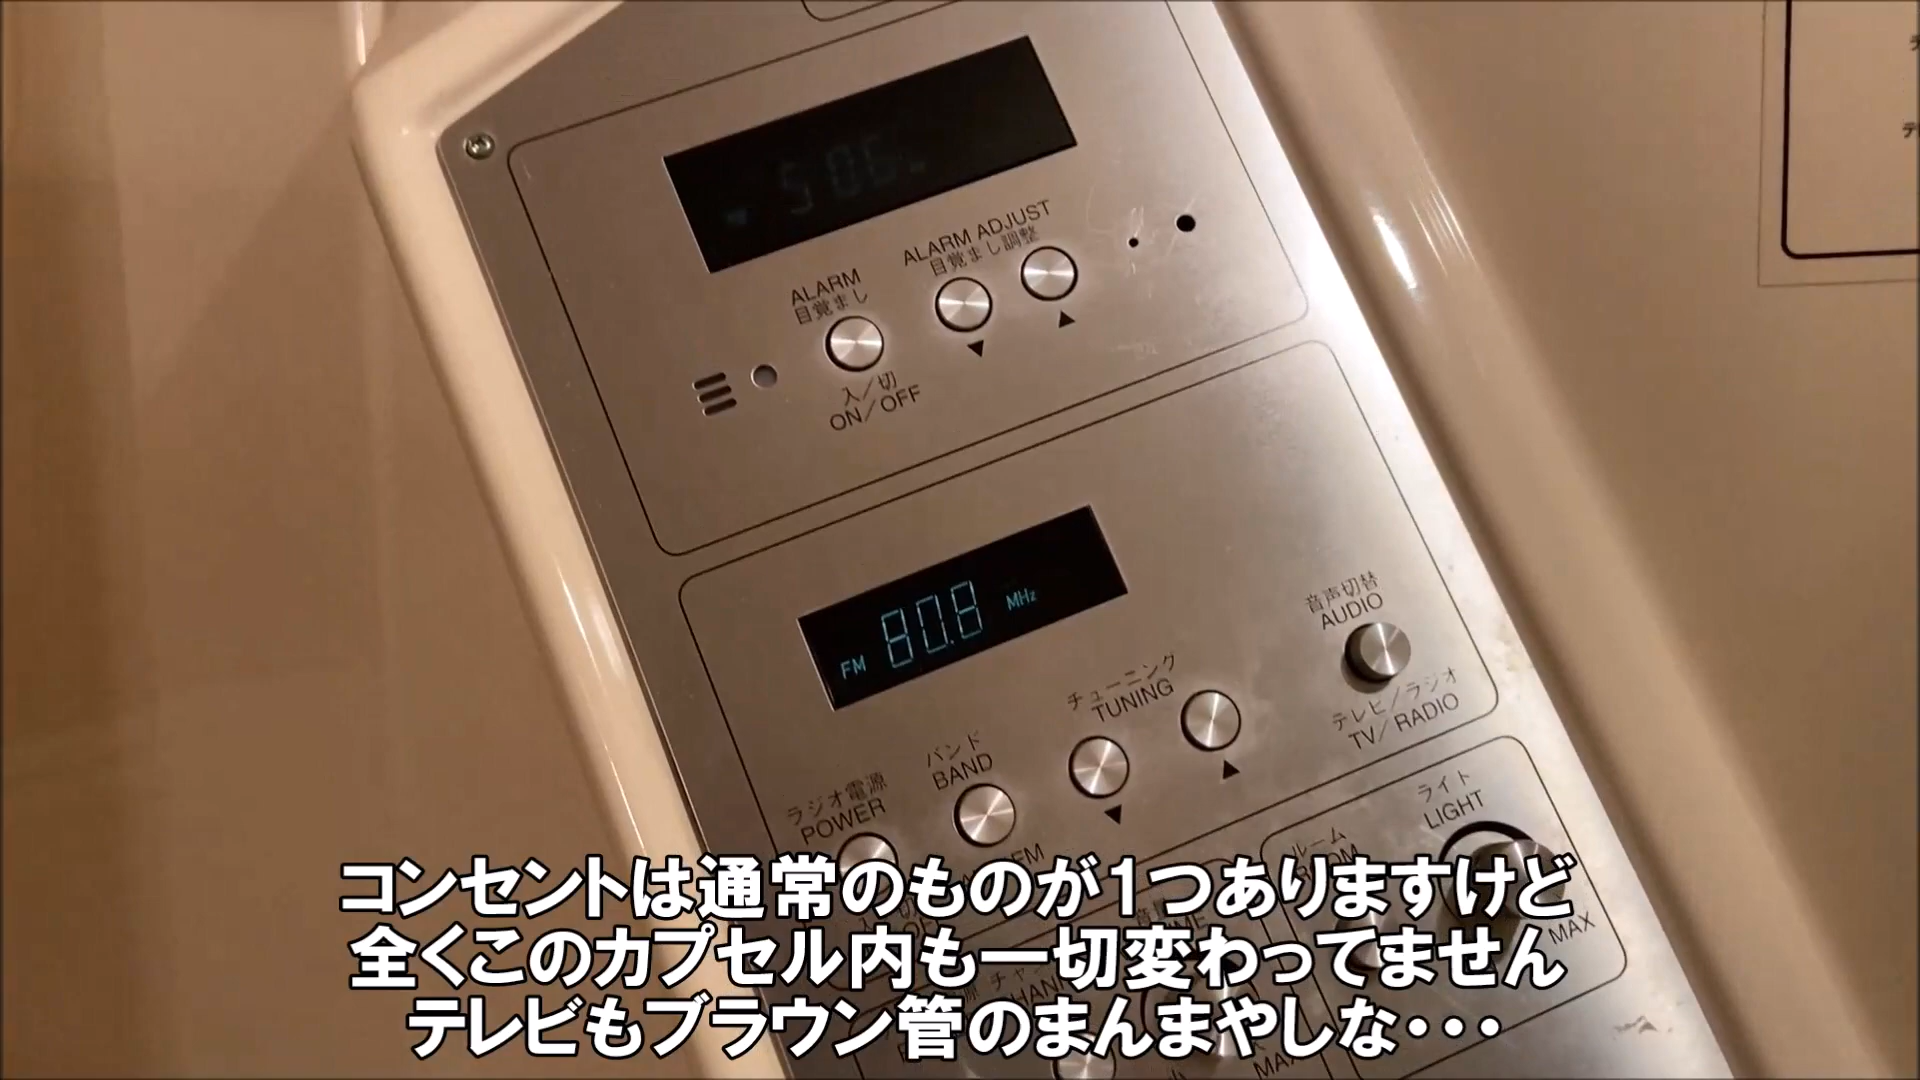 ALARM ADJUST
目覚まし調整
ALARM
目覚まし
▼
▲
入/切
ON/OFF
FM 80.8 MHz
音声切替
AUDIO
テレビ/ラジオ
TV/RADIO
チューニング
TUNING
▼
▲
バンド
BAND
ラジオ電源
POWER
FM
ライト
LIGHT
ルーム
ROOM
MAX
コンセントは通常のものが1つありますけど
全くこのカプセル内も一切変わってません
テレビもブラウン管のまんまやしな・・・